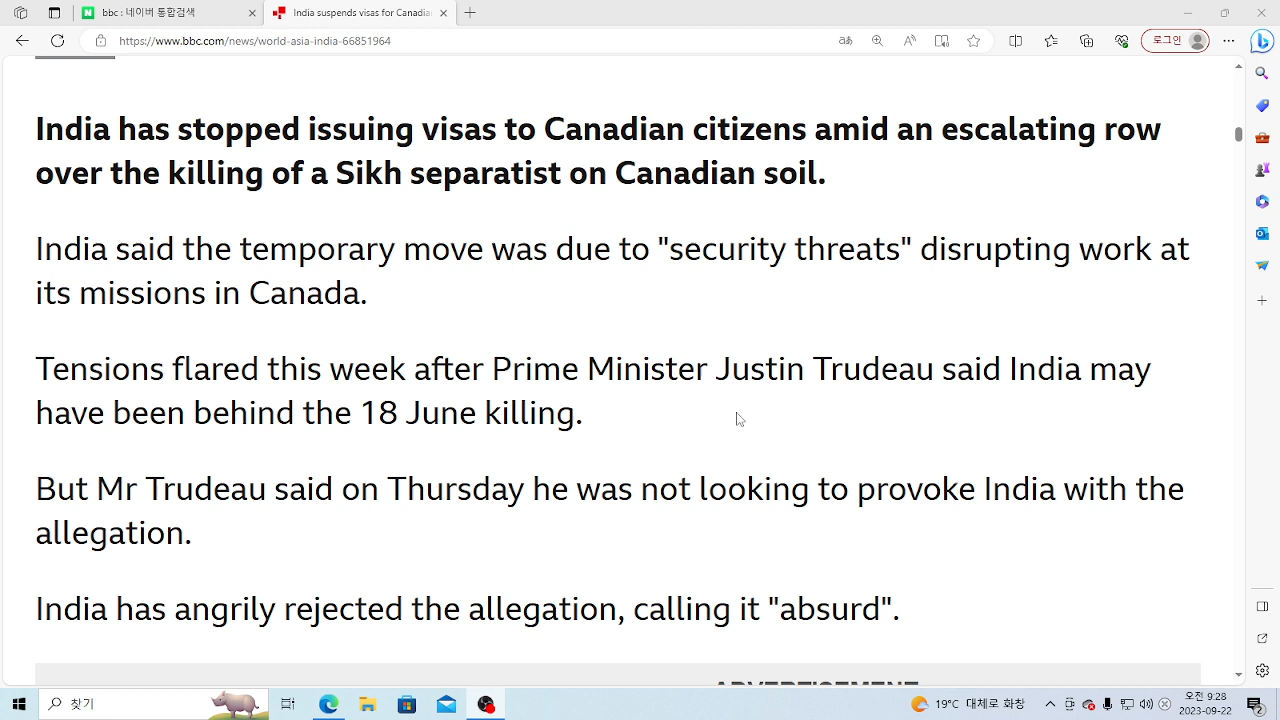 bbc : 네이버 통합검색
India suspends visas for Canadia
https://www.bbc.com/news/world-asia-india-66851964
로그인
India has stopped issuing visas to Canadian citizens amid an escalating row
over the killing of a Sikh separatist on Canadian soil.
India said the temporary move was due to "security threats" disrupting work at
its missions in Canada.
Tensions flared this week after Prime Minister Justin Trudeau said India may
have been behind the 18 June killing.
But Mr Trudeau said on Thursday he was not looking to provoke India with the
allegation.
India has angrily rejected the allegation, calling it "absurd".
ADVERTISEMENT
찾기
19°C 대체로 화창
오전 9:28
2023-09-22
2